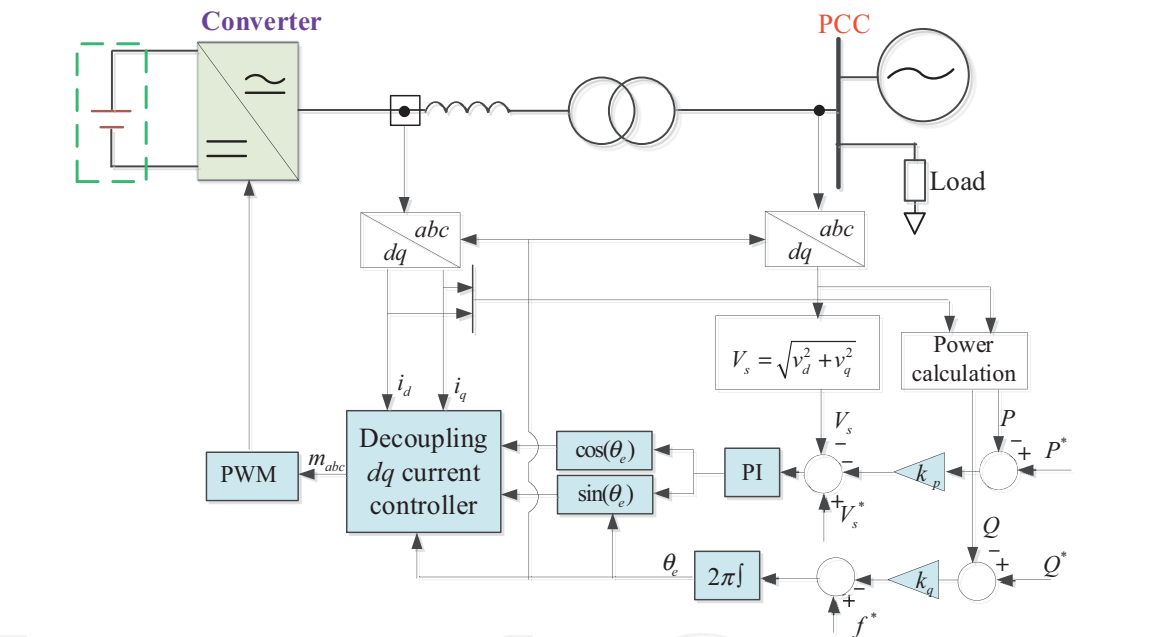 Converter
PCC
Load
abc
dq
abc
dq
V_s = √(v_d^2 + v_q^2)
Power
calculation
i_d
i_q
V_s
P
P^*
−
+
Decoupling
dq current
controller
cos(θ_e)
sin(θ_e)
PI
−
−
+
V_s^*
k_p
PWM
m_abc
Q
Q^*
−
+
θ_e
2π∫
k_q
−
+
f^*